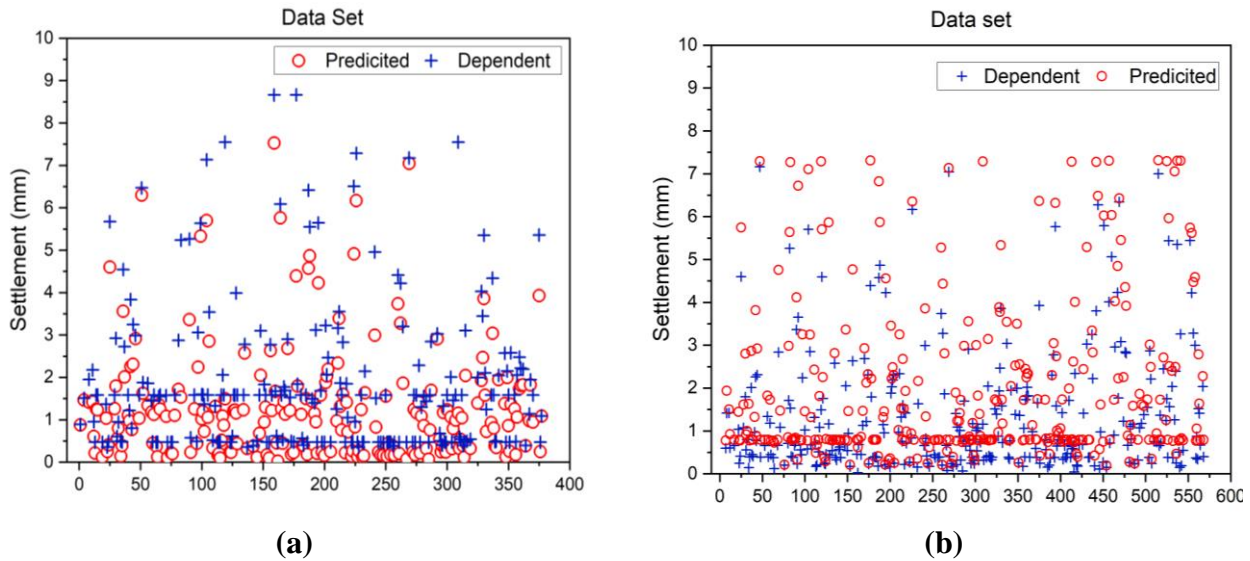 Data Set
10
9
8
7
6
5
4
3
2
1
0
Settlement (mm)
Predicited Dependent
0 50 100 150 200 250 300 350 400
(a)
Data set
10
9
8
7
6
5
4
3
2
1
0
Settlement (mm)
Dependent Predicited
0 50 100 150 200 250 300 350 400 450 500 550 600
(b)